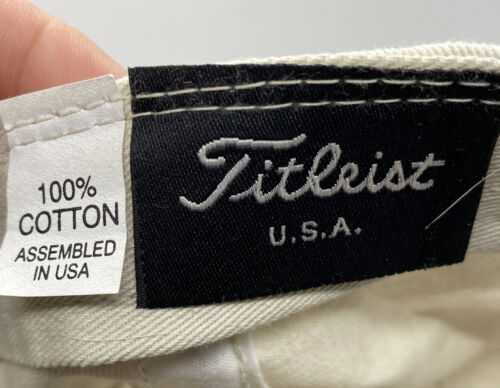 100%
COTTON
ASSEMBLED
IN USA
Titleist
U.S.A.